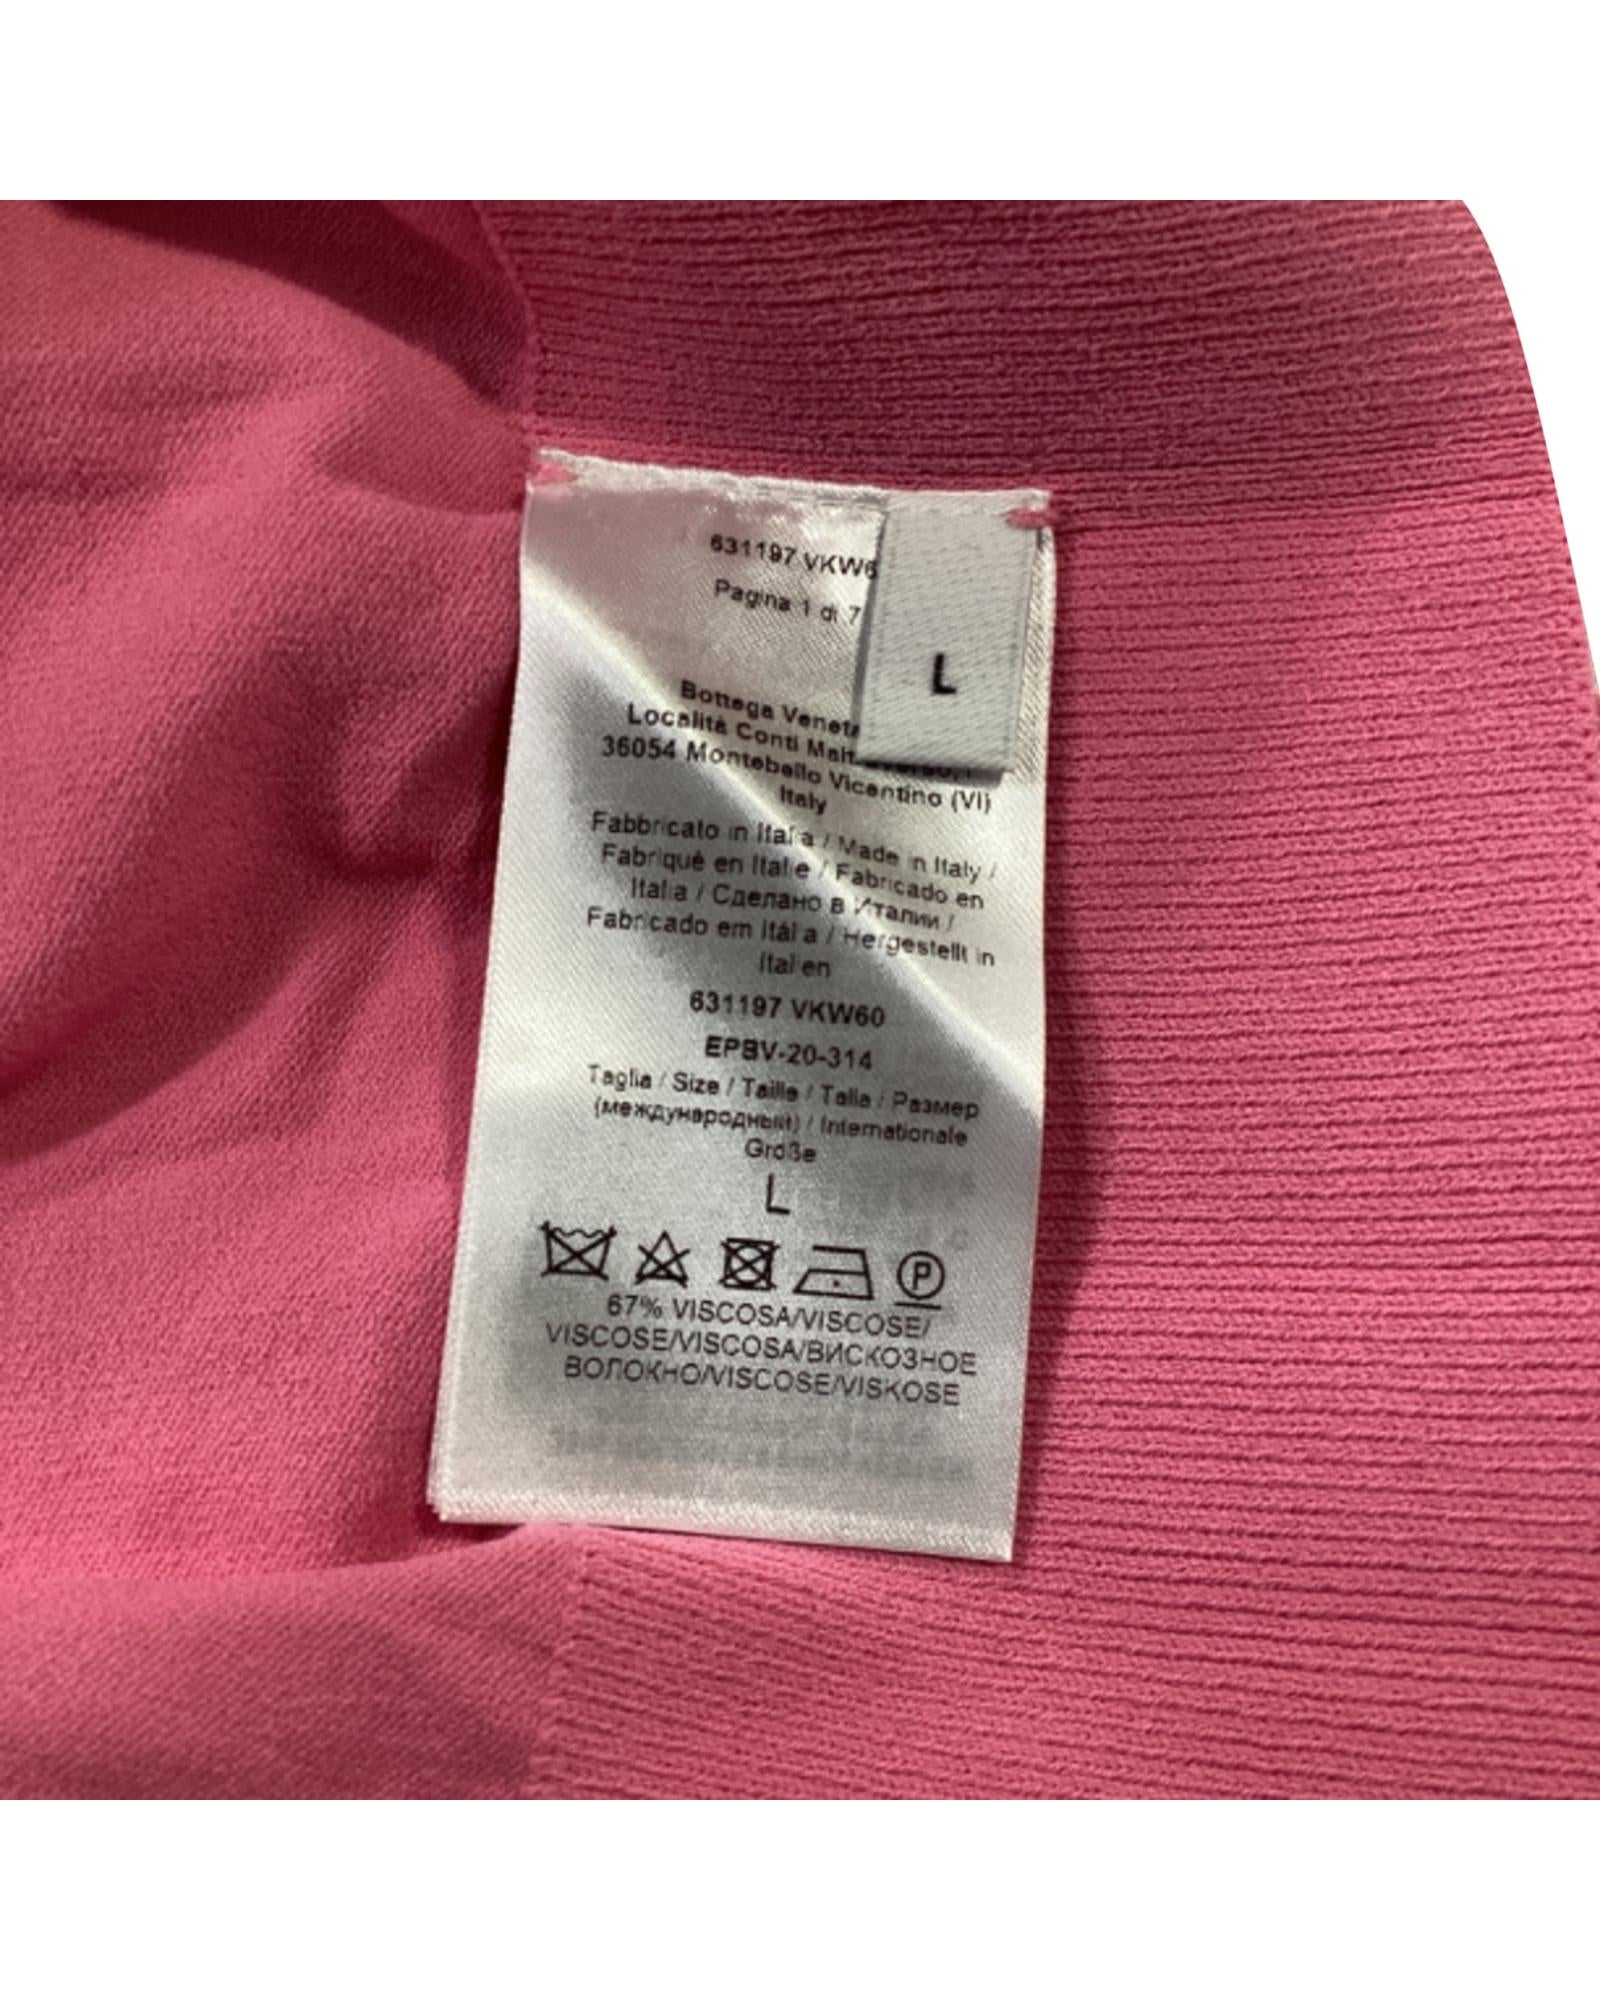 631197 VKW6
Pagina 1 di 7
L
Bottega Veneta
Località Conti
36054 Montebello Vicentino (VI)
Italy
Fabbricato in Italia / Made in Italy /
Fabriqué en Italie / Fabricado en
Italia / Сделано в Италии /
Fabricado em Itália / Hergestellt in
Italien
631197 VKW60
EPBV-20-314
Taglia / Size / Taille / Talla / Размер
(международный) / Internationale
Größe
L
P
67% VISCOSA/VISCOSE/
VISCOSE/VISCOSA/ВИСКОЗНОЕ
ВОЛОКНО/VISCOSE/VISKOSE